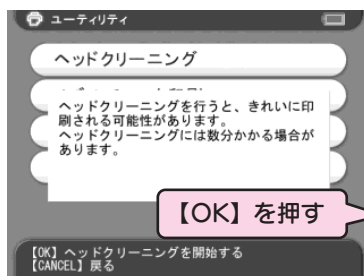 ユーティリティ
ヘッドクリーニング
ヘッドクリーニングを行うと、きれいに印
刷される可能性があります。
ヘッドクリーニングには数分かかる場合が
あります。
【OK】を押す
【OK】ヘッドクリーニングを開始する
【CANCEL】戻る